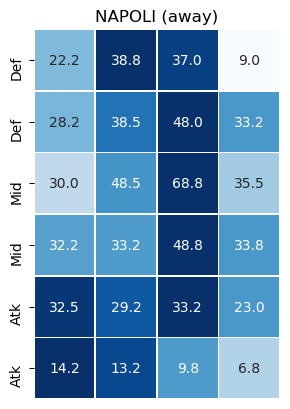 NAPOLI (away)
Def 22.2 38.8 37.0 9.0
Def 28.2 38.5 48.0 33.2
Mid 30.0 48.5 68.8 35.5
Mid 32.2 33.2 48.8 33.8
Atk 32.5 29.2 33.2 23.0
Atk 14.2 13.2 9.8 6.8